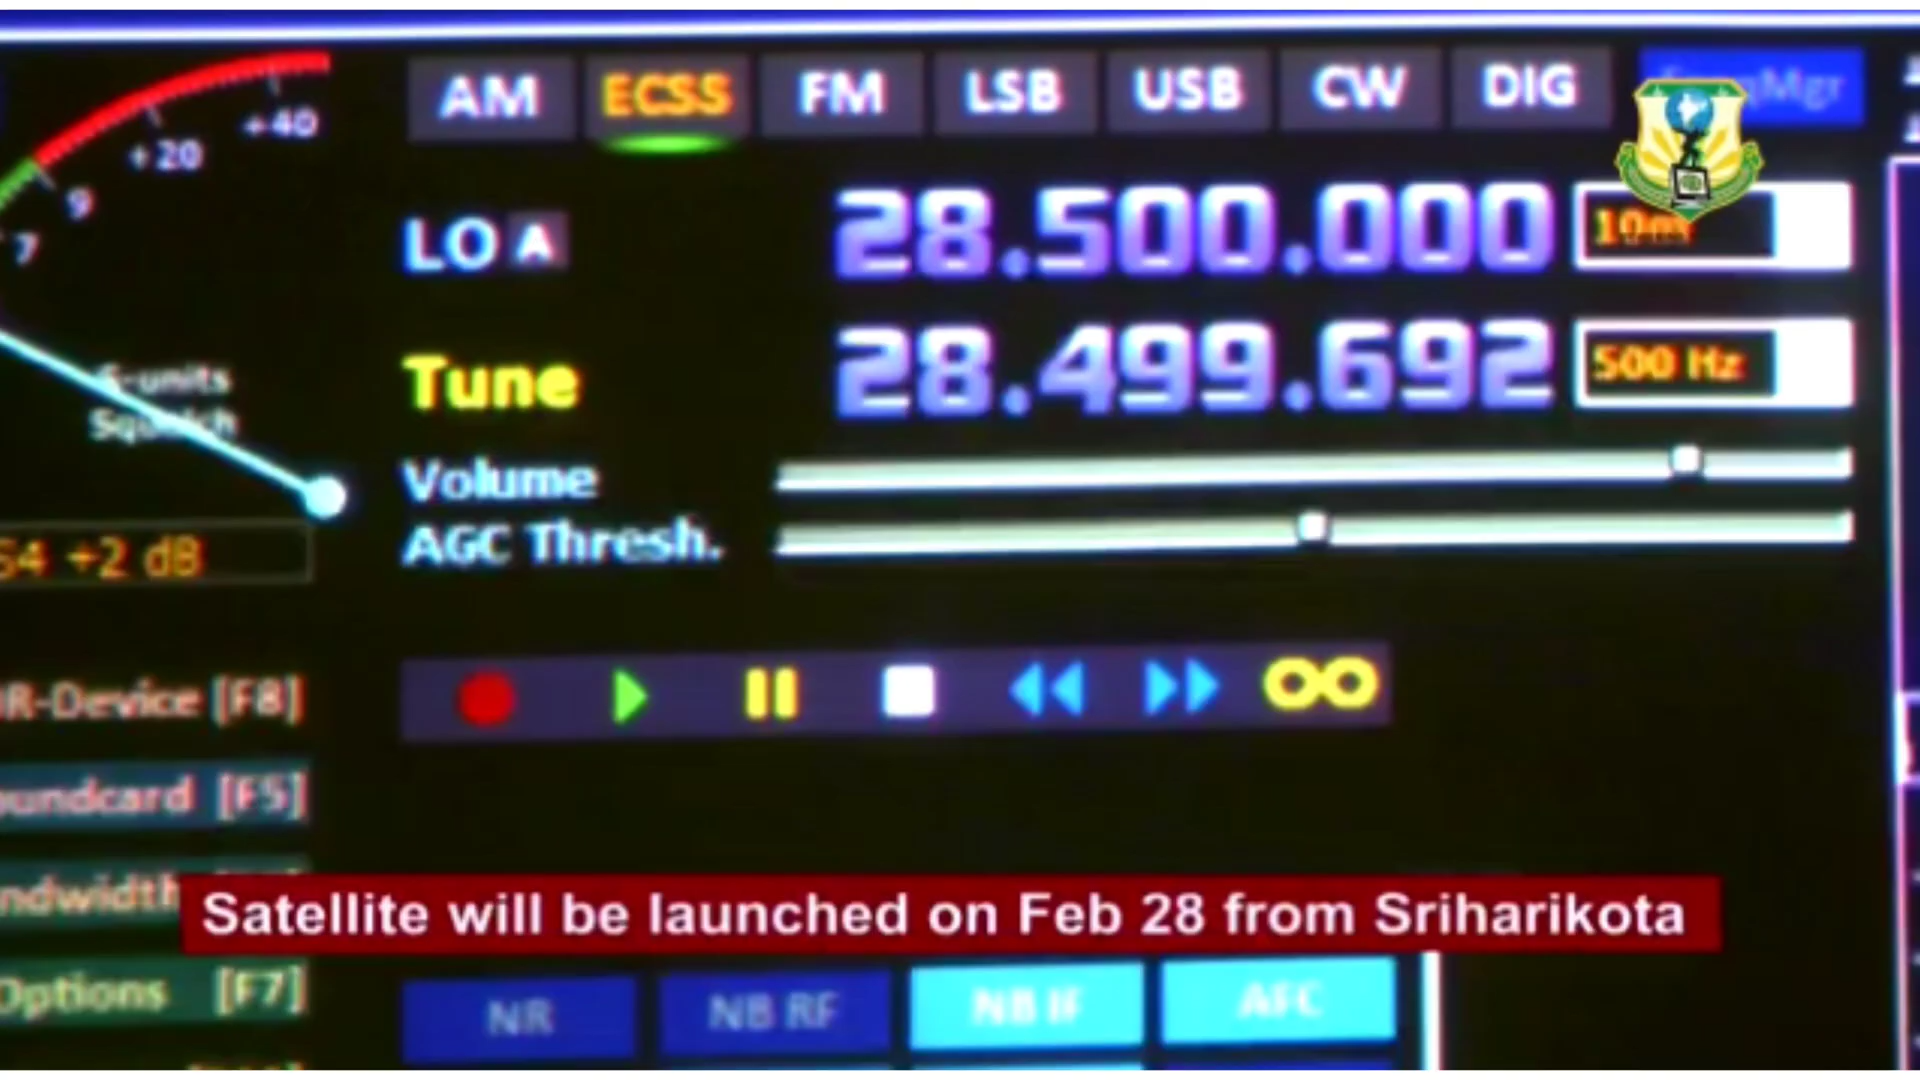 AM ECSS FM LSB USB CW DIG
+20 +40
9
7
LO A 28.500.000
Tune 28.499.692 500 Hz
S-units
Squelch
Volume
AGC Thresh.
+2 dB
[F8]
[F5]
Satellite will be launched on Feb 28 from Sriharikota
Options [F7]
NR NB RF NB IF AFC